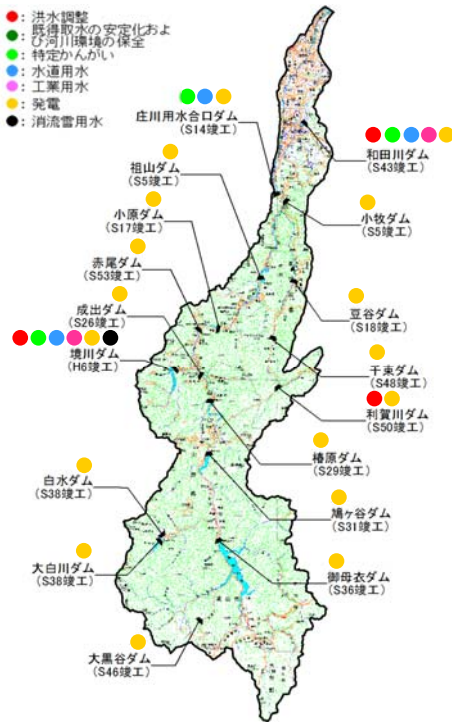 ：洪水調整
：既得取水の安定化およ
び河川環境の保全
：特定かんがい
：水道用水
：工業用水
：発電
：消流雪用水
庄川用水合口ダム
(S14竣工)
和田川ダム
(S43竣工)
祖山ダム
(S5竣工)
小牧ダム
(S5竣工)
小原ダム
(S17竣工)
赤尾ダム
(S53竣工)
豆谷ダム
(S18竣工)
成出ダム
(S26竣工)
境川ダム
(H6竣工)
千束ダム
(S48竣工)
利賀川ダム
(S50竣工)
椿原ダム
(S29竣工)
白水ダム
(S38竣工)
鳩ヶ谷ダム
(S31竣工)
大白川ダム
(S38竣工)
御母衣ダム
(S36竣工)
大黒谷ダム
(S46竣工)